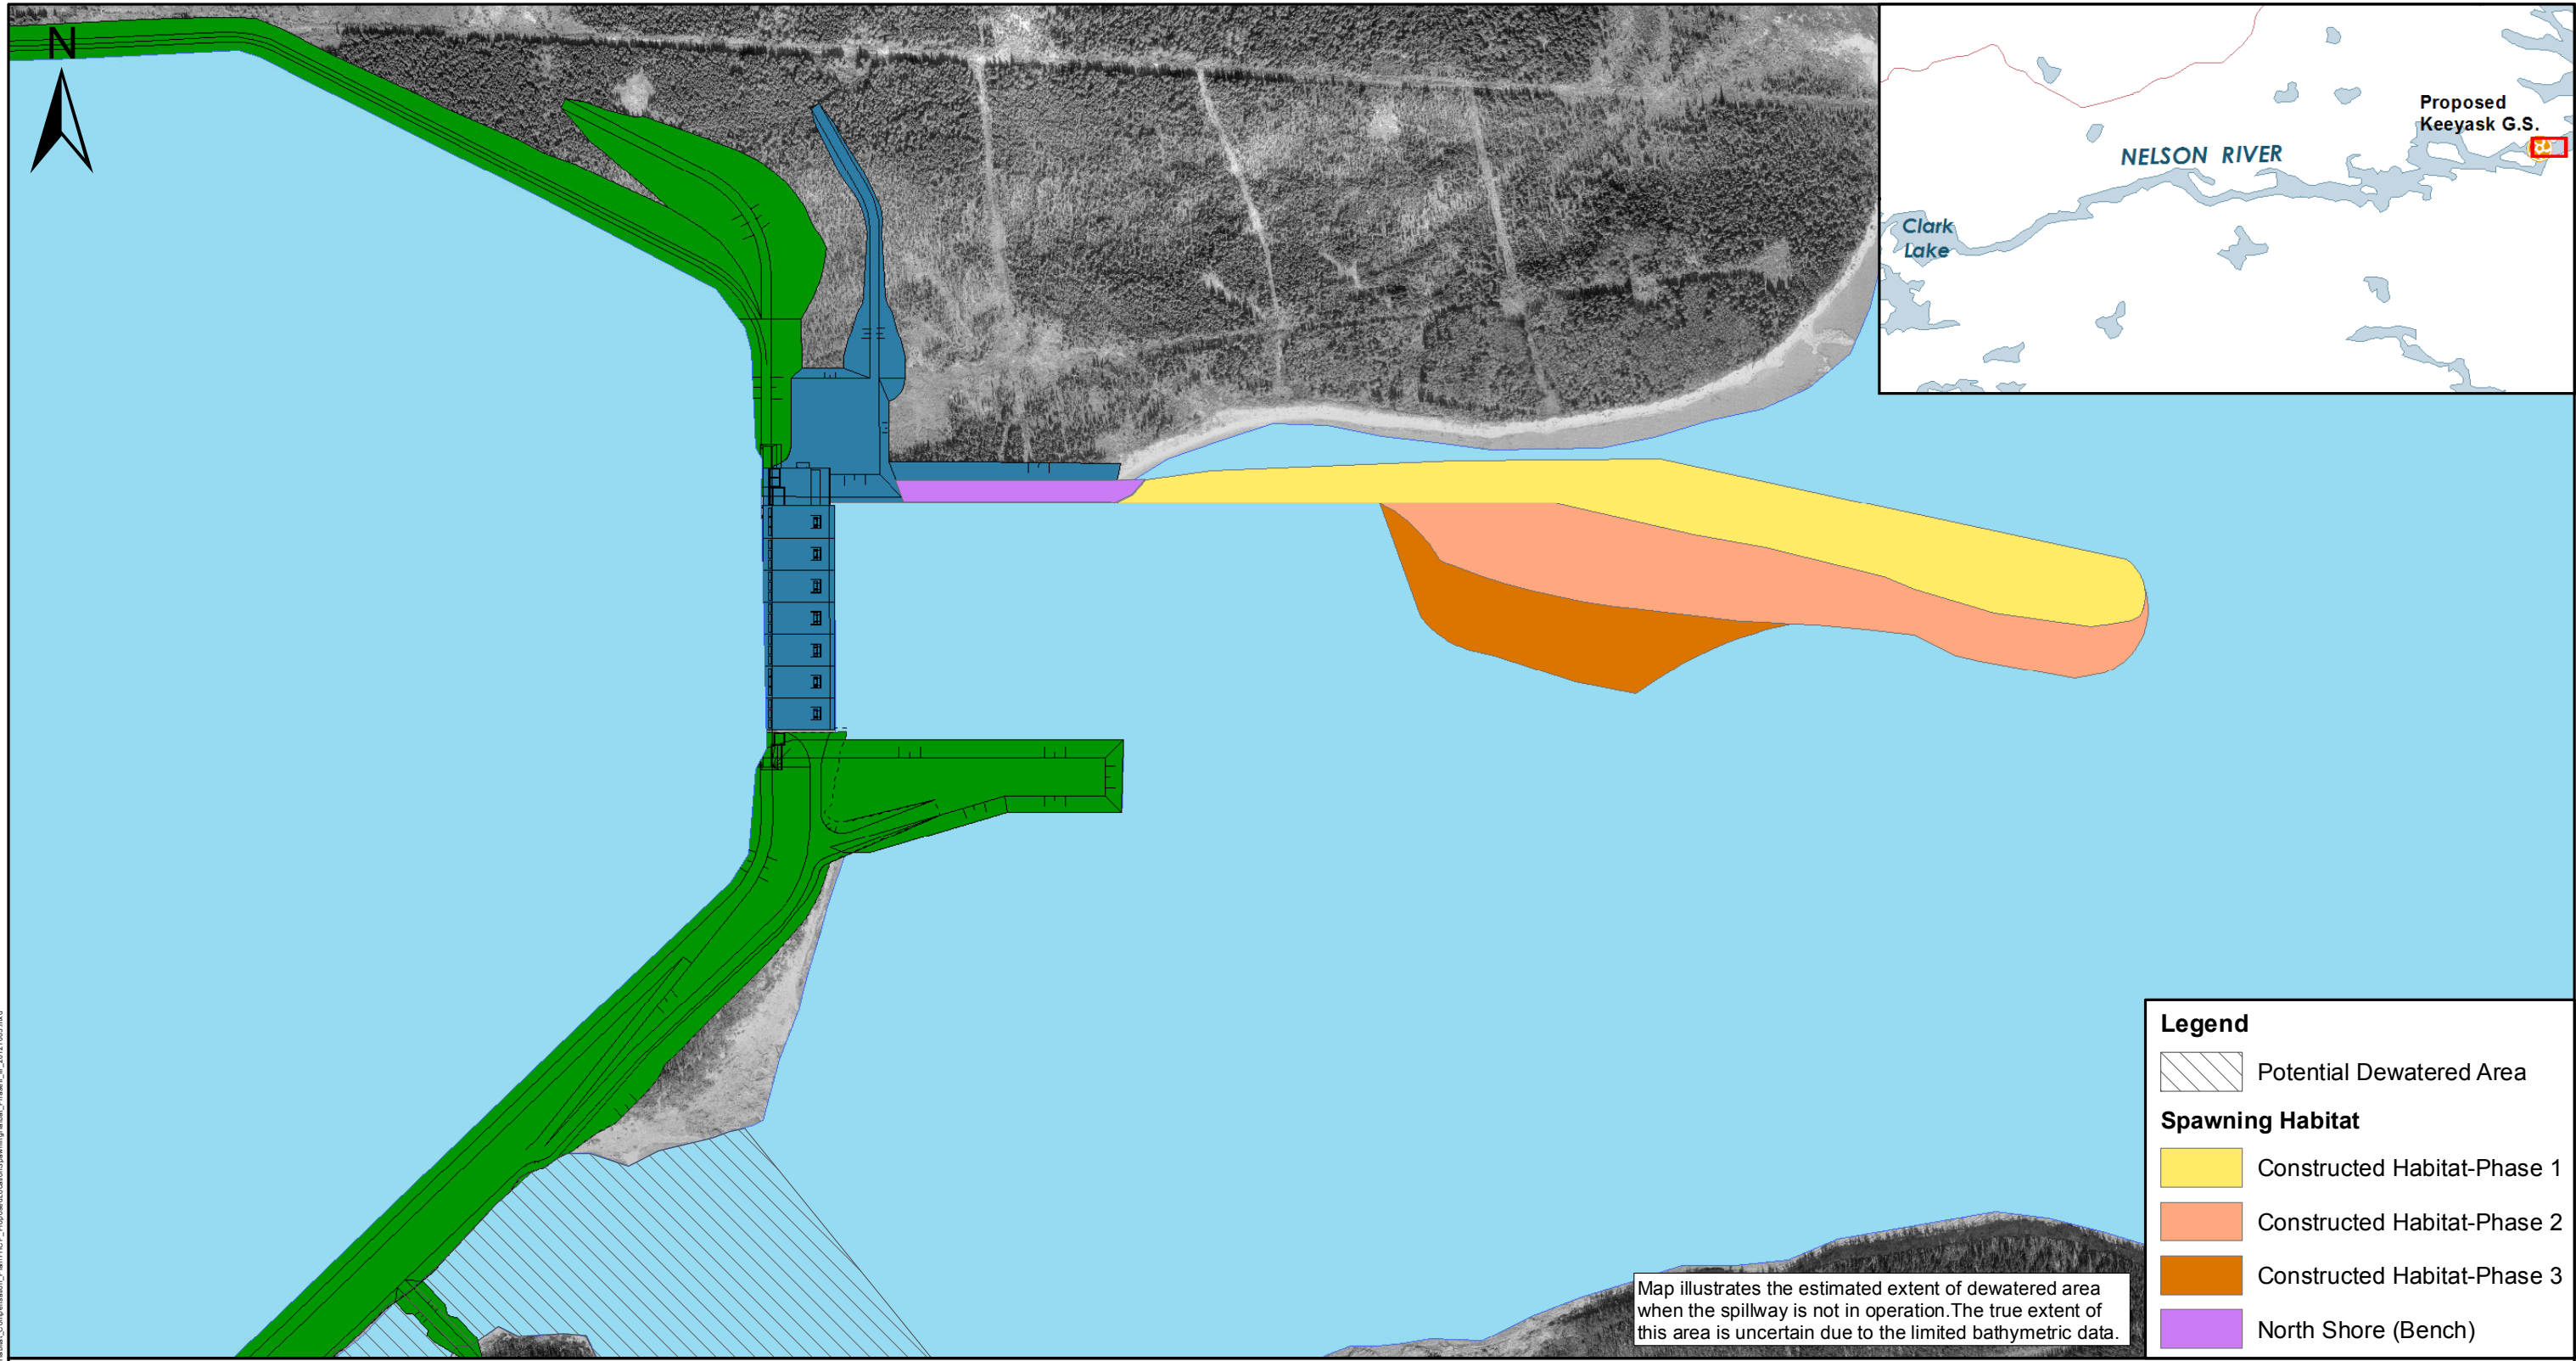 N
Proposed
Keeyask G.S.
NELSON RIVER
Clark
Lake
Legend
Potential Dewatered Area
Spawning Habitat
Constructed Habitat-Phase 1
Constructed Habitat-Phase 2
Constructed Habitat-Phase 3
North Shore (Bench)
Map illustrates the estimated extent of dewatered area
when the spillway is not in operation.The true extent of
this area is uncertain due to the limited bathymetric data.